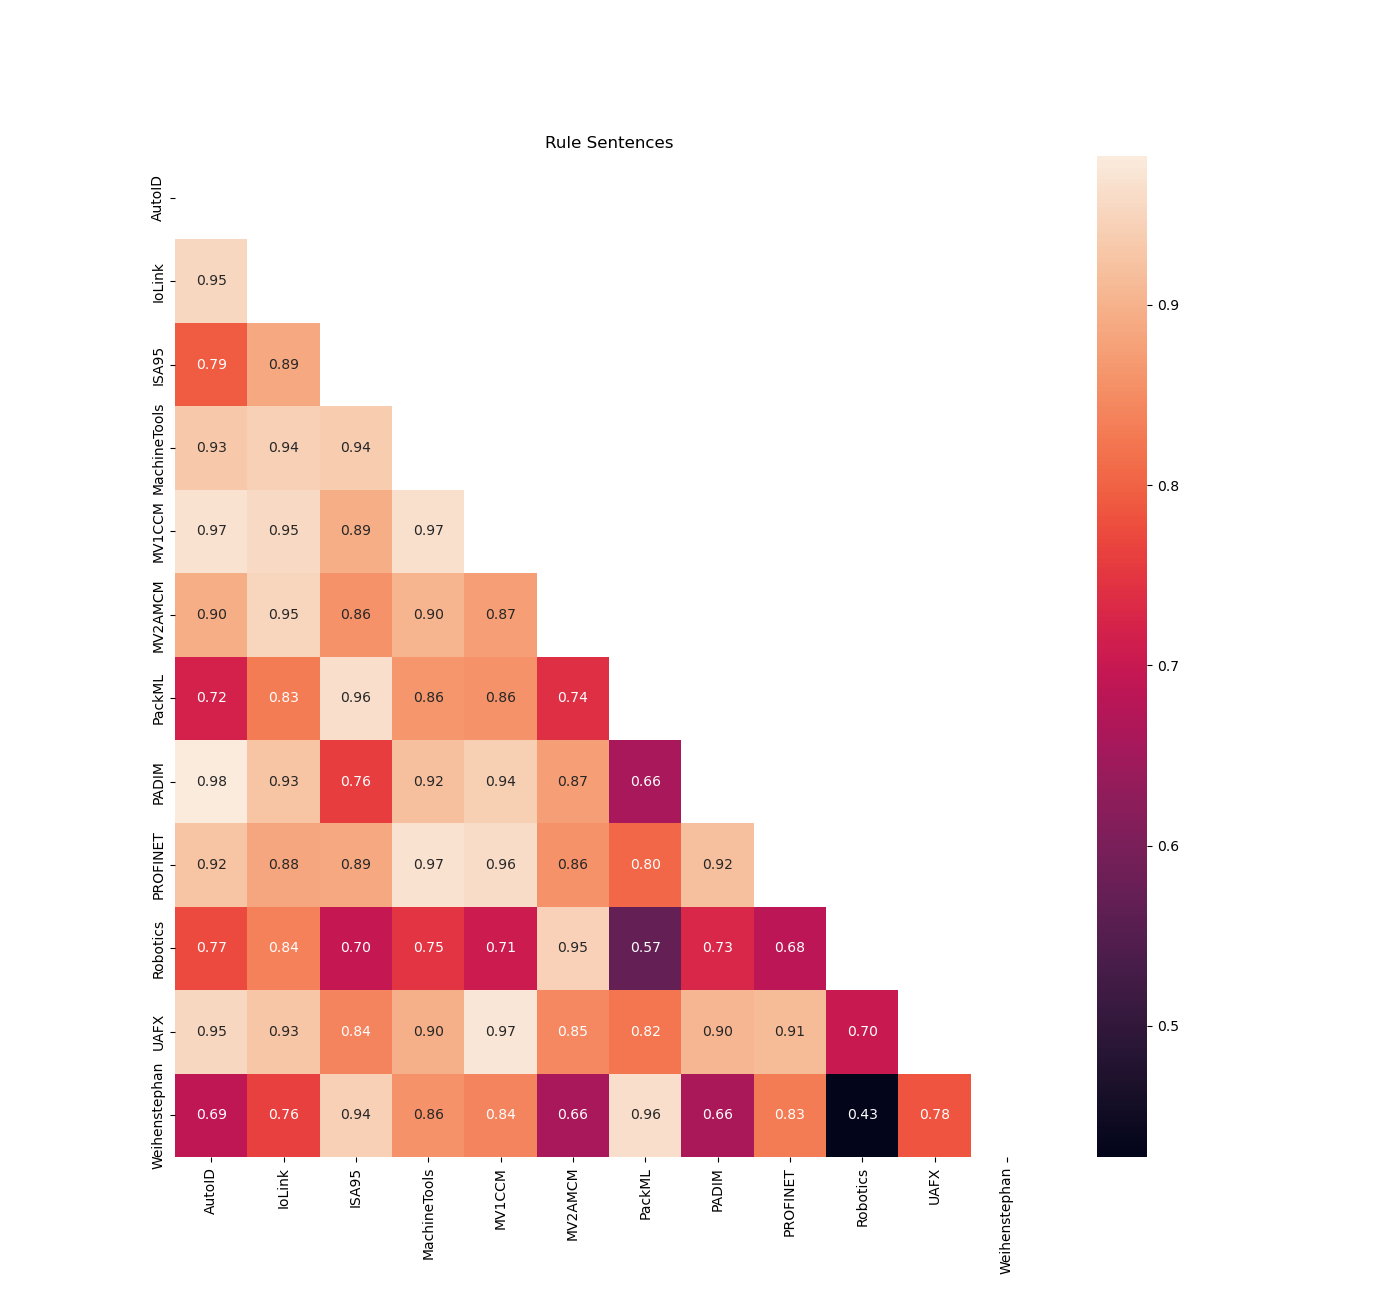 Rule Sentences
AutoID
IoLink 0.95
ISA95 0.79 0.89
MachineTools 0.93 0.94 0.94
MV1CCM 0.97 0.95 0.89 0.97
MV2AMCM 0.90 0.95 0.86 0.90 0.87
PackML 0.72 0.83 0.96 0.86 0.86 0.74
PADIM 0.98 0.93 0.76 0.92 0.94 0.87 0.66
PROFINET 0.92 0.88 0.89 0.97 0.96 0.86 0.80 0.92
Robotics 0.77 0.84 0.70 0.75 0.71 0.95 0.57 0.73 0.68
UAFX 0.95 0.93 0.84 0.90 0.97 0.85 0.82 0.90 0.91 0.70
Weihenstephan 0.69 0.76 0.94 0.86 0.84 0.66 0.96 0.66 0.83 0.43 0.78
AutoID IoLink ISA95 MachineTools MV1CCM MV2AMCM PackML PADIM PROFINET Robotics UAFX Weihenstephan
0.9
0.8
0.7
0.6
0.5